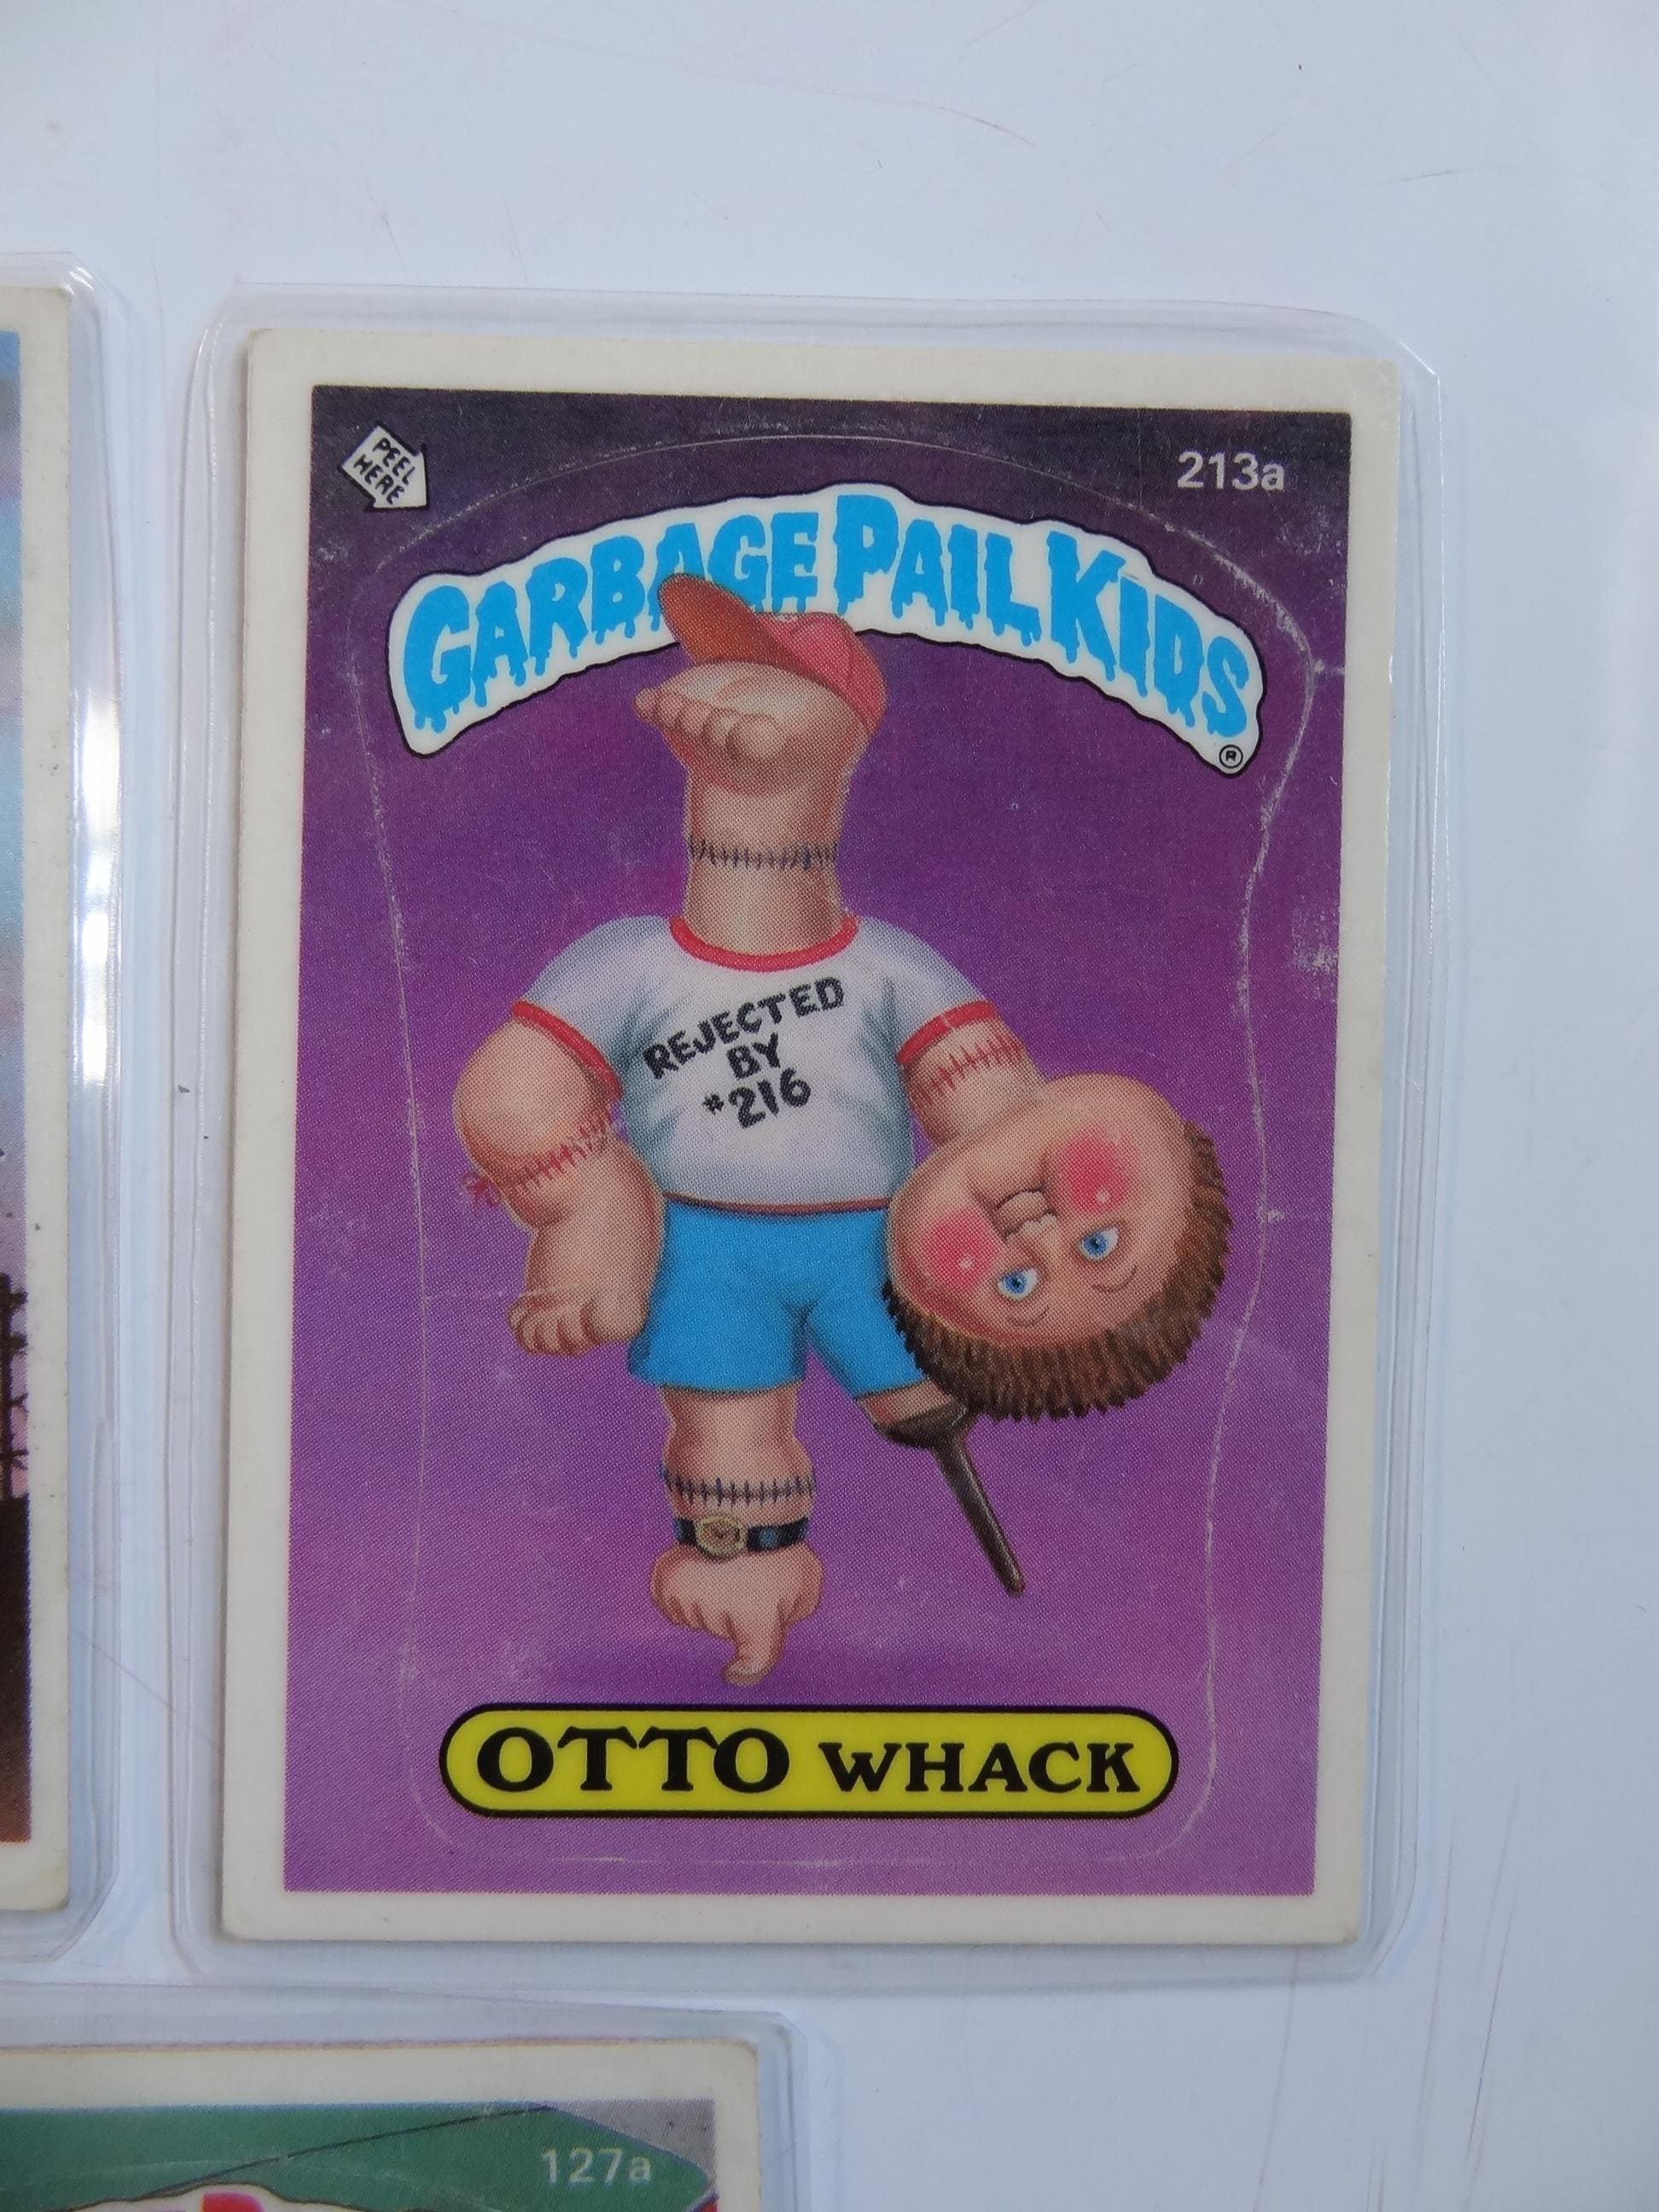 PEEL
HERE
213a
GARBAGE PAIL KIDS
®
REJECTED
BY
#216
OTTO WHACK
127a